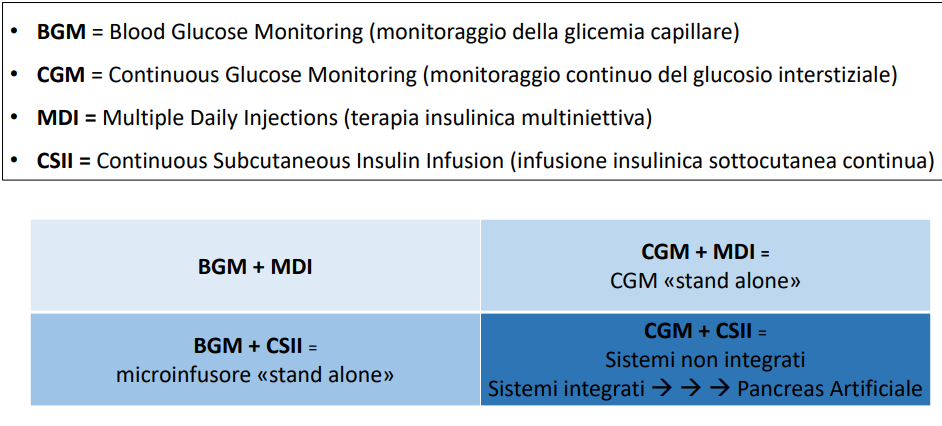 • BGM = Blood Glucose Monitoring (monitoraggio della glicemia capillare)
• CGM = Continuous Glucose Monitoring (monitoraggio continuo del glucosio interstiziale)
• MDI = Multiple Daily Injections (terapia insulinica multiniettiva)
• CSII = Continuous Subcutaneous Insulin Infusion (infusione insulinica sottocutanea continua)
BGM + MDI
CGM + MDI =
CGM «stand alone»
BGM + CSII =
microinfusore «stand alone»
CGM + CSII =
Sistemi non integrati
Sistemi integrati → → → Pancreas Artificiale